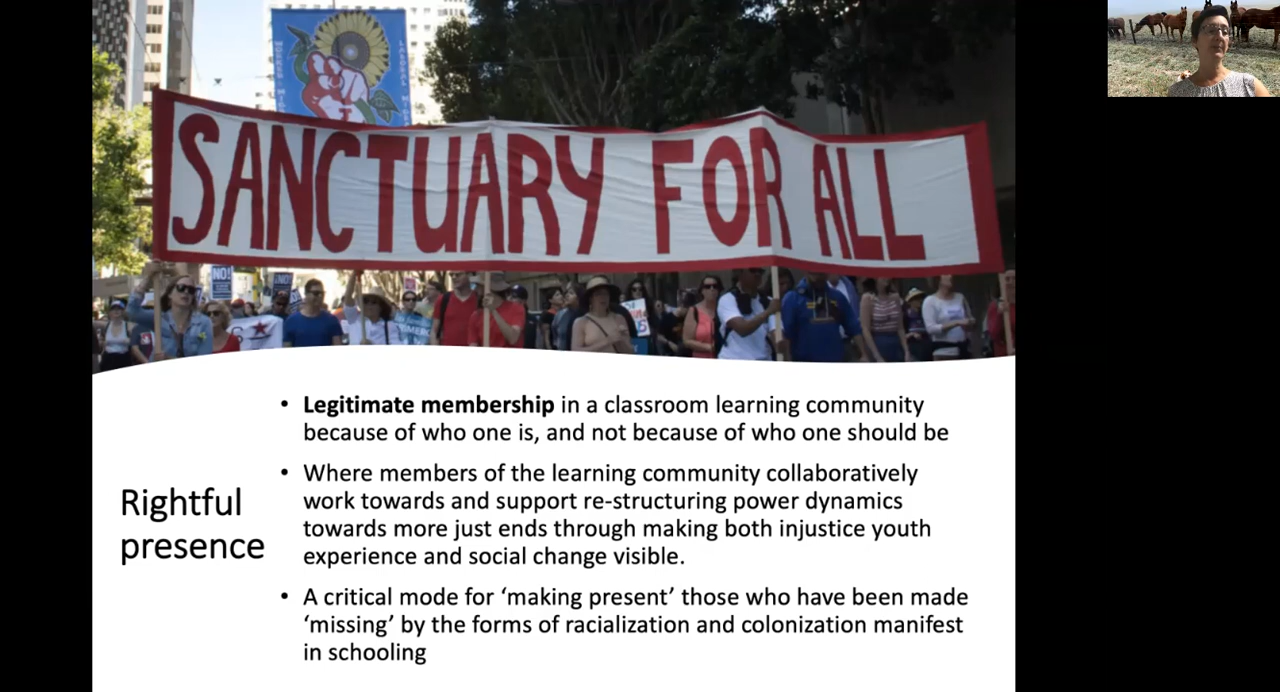 SANCTUARY FOR ALL
NO!
Rightful
presence
• Legitimate membership in a classroom learning community
because of who one is, and not because of who one should be
• Where members of the learning community collaboratively
work towards and support re-structuring power dynamics
towards more just ends through making both injustice youth
experience and social change visible.
• A critical mode for ‘making present’ those who have been made
‘missing’ by the forms of racialization and colonization manifest
in schooling